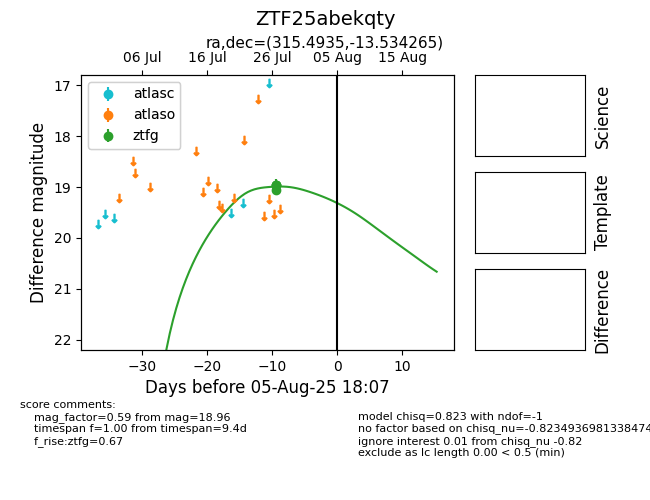 ZTF25abekqty
ra,dec=(315.4935,-13.534265)
06 Jul 16 Jul 26 Jul 05 Aug 15 Aug
atlasc
atlaso
ztfg
17
18
19
20
21
22
Difference magnitude
−30 −20 −10 0 10
Days before 05-Aug-25 18:07
Science
Template
Difference
score comments:
mag_factor=0.59 from mag=18.96
timespan f=1.00 from timespan=9.4d
f_rise:ztfg=0.67
model chisq=0.823 with ndof=-1
no factor based on chisq_nu=-0.8234936981338474
ignore interest 0.01 from chisq_nu -0.82
exclude as lc length 0.00 < 0.5 (min)